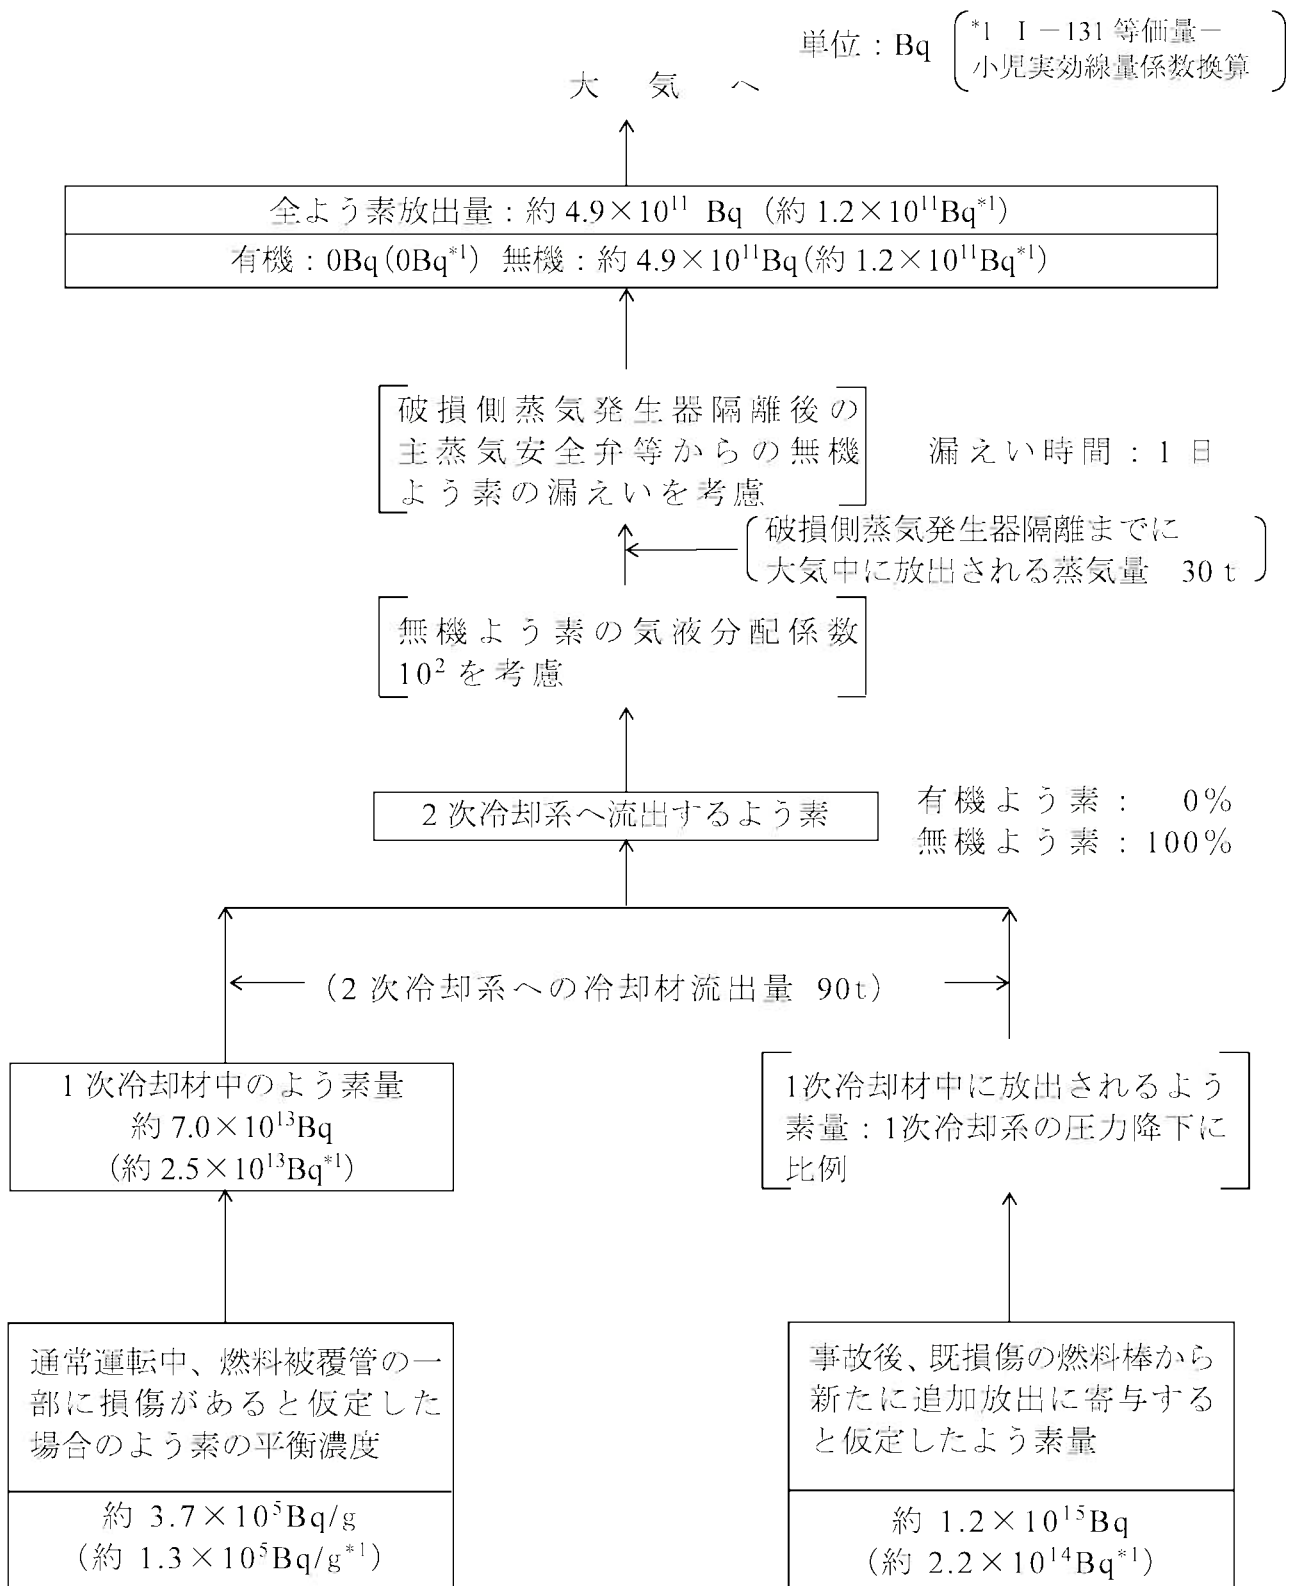 単位：Bq
*1 Ｉ－131 等価量－
小児実効線量係数換算
大気へ
全よう素放出量：約 4.9×10¹¹ Bq（約 1.2×10¹¹Bq*¹）
有機：0Bq(0Bq*¹) 無機：約 4.9×10¹¹Bq(約 1.2×10¹¹Bq*¹)
破損側蒸気発生器隔離後の
主蒸気安全弁等からの無機
よう素の漏えいを考慮
漏えい時間：1 日
破損側蒸気発生器隔離までに
大気中に放出される蒸気量 30 t
無機よう素の気液分配係数
10² を考慮
2 次冷却系へ流出するよう素
有機よう素： 0%
無機よう素：100%
（2 次冷却系への冷却材流出量 90t）
1 次冷却材中のよう素量
約 7.0×10¹³Bq
（約 2.5×10¹³Bq*¹）
1次冷却材中に放出されるよう
素量：1次冷却系の圧力降下に
比例
通常運転中、燃料被覆管の一
部に損傷があると仮定した
場合のよう素の平衡濃度
約 3.7×10⁵Bq/g
（約 1.3×10⁵Bq/g*¹）
事故後、既損傷の燃料棒から
新たに追加放出に寄与する
と仮定したよう素量
約 1.2×10¹⁵Bq
（約 2.2×10¹⁴Bq*¹）